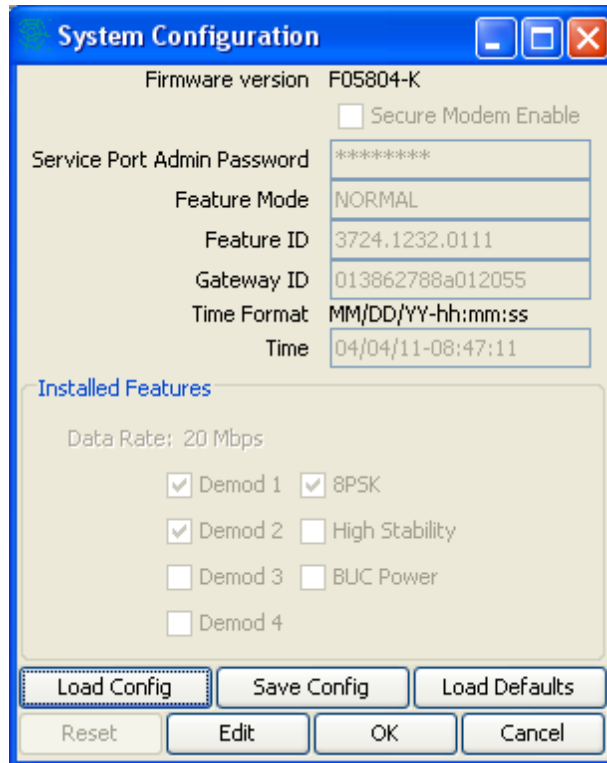 System Configuration
Firmware version F05804-K
Secure Modem Enable
Service Port Admin Password ********
Feature Mode NORMAL
Feature ID 3724.1232.0111
Gateway ID 013862788a012055
Time Format MM/DD/YY-hh:mm:ss
Time 04/04/11-08:47:11
Installed Features
Data Rate: 20 Mbps
Demod 1 8PSK
Demod 2 High Stability
Demod 3 BUC Power
Demod 4
Load Config Save Config Load Defaults
Reset Edit OK Cancel